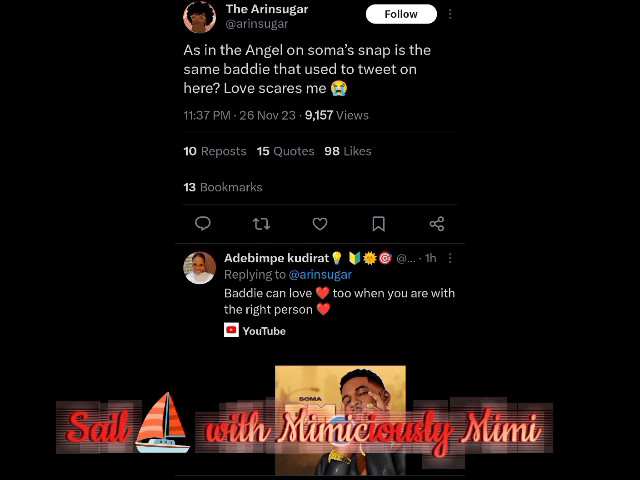 The Arinsugar
@arinsugar
Follow
As in the Angel on soma's snap is the
same baddie that used to tweet on
here? Love scares me 😭
11:37 PM · 26 Nov 23 · 9,157 Views
10 Reposts 15 Quotes 98 Likes
13 Bookmarks
Adebimpe kudirat💡 🔰🌞🎯 @... · 1h
Replying to @arinsugar
Baddie can love ❤️ too when you are with
the right person ❤️
YouTube
SOMA
Sail ⛵ with Mimiciously Mimi